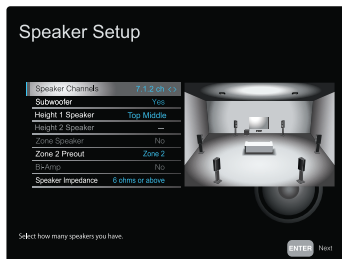 Speaker Setup
Speaker Channels 7.1.2 ch <>
Subwoofer Yes
Height 1 Speaker Top Middle
Height 2 Speaker —
Zone Speaker No
Zone 2 Preout Zone 2
Bi-Amp No
Speaker Impedance 6 ohms or above
Select how many speakers you have.
ENTER Next